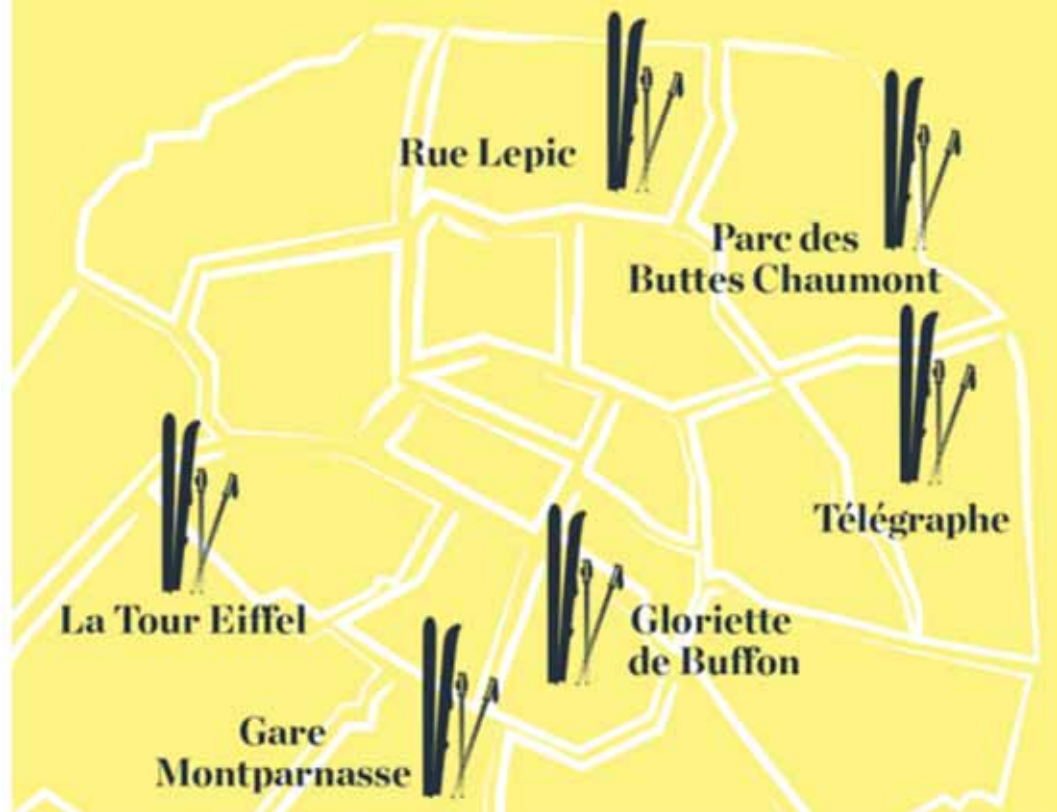 Rue Lepic
Parc des
Buttes Chaumont
Télégraphe
La Tour Eiffel
Gloriette
de Buffon
Gare
Montparnasse